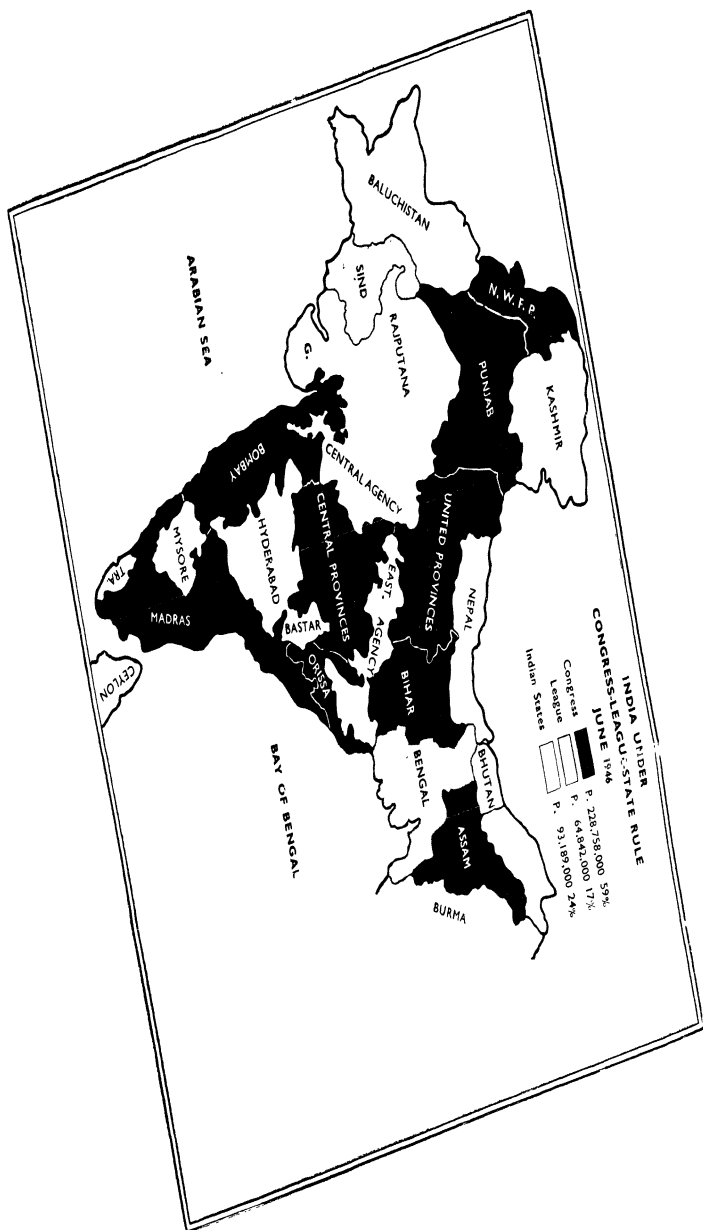 INDIA UNDER
CONGRESS-LEAGUE-STATE RULE
JUNE 1946
Congress P. 228,758,000 59%
League P. 64,842,000 17%
Indian States P. 93,189,000 24%
KASHMIR
N. W. F. P.
PUNJAB
BALUCHISTAN
SIND
RAJPUTANA
G.
UNITED PROVINCES
NEPAL
BHUTAN
ASSAM
BURMA
BENGAL
BIHAR
CENTRAL AGENCY
EAST. AGENCY
CENTRAL PROVINCES
ORISSA
BASTAR
BOMBAY
HYDERABAD
MYSORE
MADRAS
TRA
CEYLON
ARABIAN SEA
BAY OF BENGAL